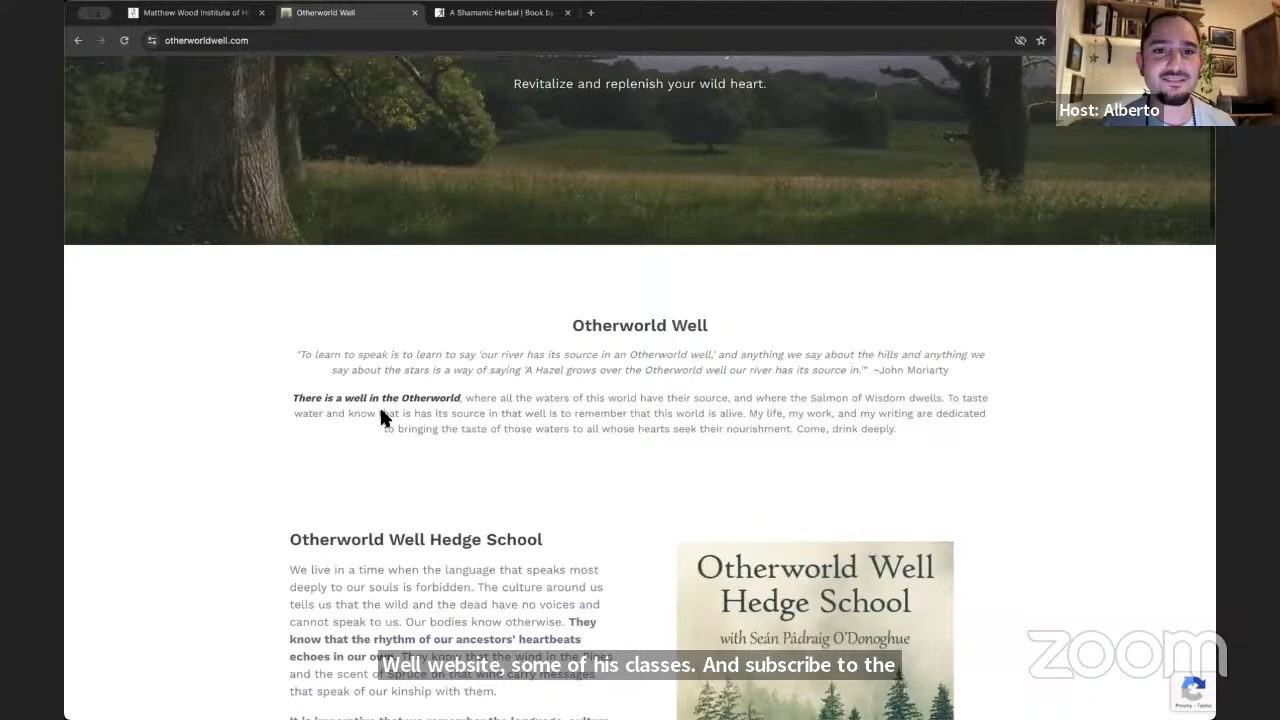 Matthew Wood Institute of H
Otherworld Well
A Shamanic Herbal | Book by
otherworldwell.com
Host: Alberto
Revitalize and replenish your wild heart.
Otherworld Well
"To learn to speak is to learn to say 'our river has its source in an Otherworld well,' and anything we say about the hills and anything we
say about the stars is a way of saying 'A Hazel grows over the Otherworld well our river has its source in.'" ~John Moriarty
There is a well in the Otherworld, where all the waters of this world have their source, and where the Salmon of Wisdom dwells. To taste
water and know that is has its source in that well is to remember that this world is alive. My life, my work, and my writing are dedicated
to bringing the taste of those waters to all whose hearts seek their nourishment. Come, drink deeply.
Otherworld Well Hedge School
We live in a time when the language that speaks most
deeply to our souls is forbidden. The culture around us
tells us that the wild and the dead have no voices and
cannot speak to us. Our bodies know otherwise. They
know that the rhythm of our ancestors' heartbeats
echoes in our own. They know that the wind in the Pines
and the scent of Spruce on that wind carry messages
that speak of our kinship with them.
It is imperative that we remember the language, culture
Otherworld Well
Hedge School
with Seán Pádraig O'Donoghue
Well website, some of his classes. And subscribe to the
zoom
Privacy - Terms